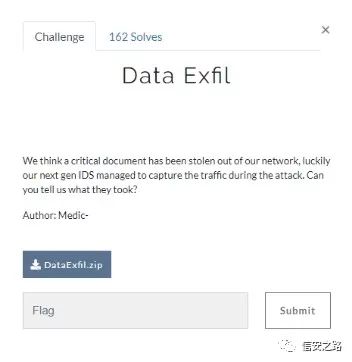 Challenge
162 Solves
×
Data Exfil
We think a critical document has been stolen out of our network, luckily
our next gen IDS managed to capture the traffic during the attack. Can
you tell us what they took?
Author: Medic-
DataExfil.zip
Flag
Submit
信安之路